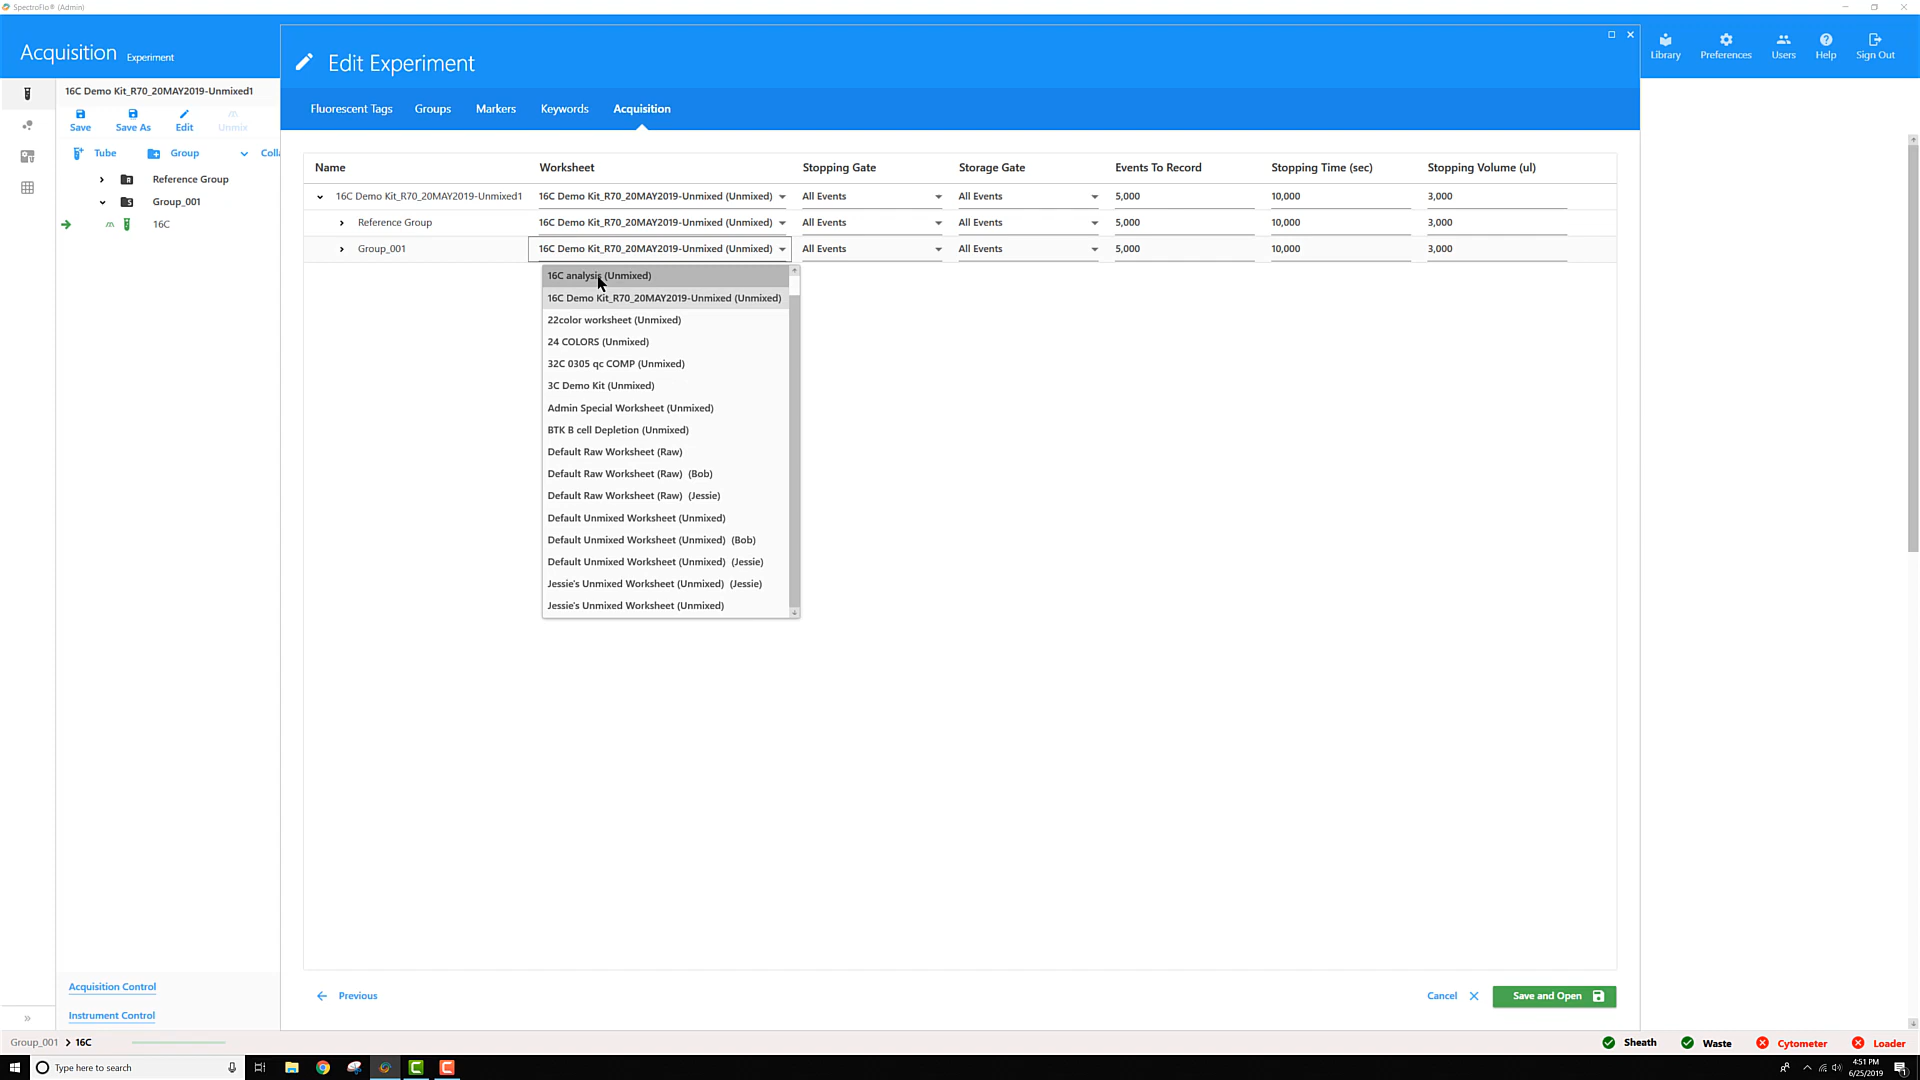 SpectroFlo® (Admin)
Acquisition Experiment
Edit Experiment
Library
Preferences
Users
Help
Sign Out
16C Demo Kit_R70_20MAY2019-Unmixed1
Save
Save As
Edit
Unmix
Tube
Group
Colla
Reference Group
Group_001
16C
Fluorescent Tags
Groups
Markers
Keywords
Acquisition
Name Worksheet Stopping Gate Storage Gate Events To Record Stopping Time (sec) Stopping Volume (ul)
16C Demo Kit_R70_20MAY2019-Unmixed1 16C Demo Kit_R70_20MAY2019-Unmixed (Unmixed) All Events All Events 5,000 10,000 3,000
Reference Group 16C Demo Kit_R70_20MAY2019-Unmixed (Unmixed) All Events All Events 5,000 10,000 3,000
Group_001 16C Demo Kit_R70_20MAY2019-Unmixed (Unmixed) All Events All Events 5,000 10,000 3,000
16C analysis (Unmixed)
16C Demo Kit_R70_20MAY2019-Unmixed (Unmixed)
22color worksheet (Unmixed)
24 COLORS (Unmixed)
32C 0305 qc COMP (Unmixed)
3C Demo Kit (Unmixed)
Admin Special Worksheet (Unmixed)
BTK B cell Depletion (Unmixed)
Default Raw Worksheet (Raw)
Default Raw Worksheet (Raw) (Bob)
Default Raw Worksheet (Raw) (Jessie)
Default Unmixed Worksheet (Unmixed)
Default Unmixed Worksheet (Unmixed) (Bob)
Default Unmixed Worksheet (Unmixed) (Jessie)
Jessie's Unmixed Worksheet (Unmixed) (Jessie)
Jessie's Unmixed Worksheet (Unmixed)
Acquisition Control
Instrument Control
Previous
Cancel
Save and Open
Group_001 16C
Sheath
Waste
Cytometer
Loader
Type here to search
4:51 PM
6/25/2019